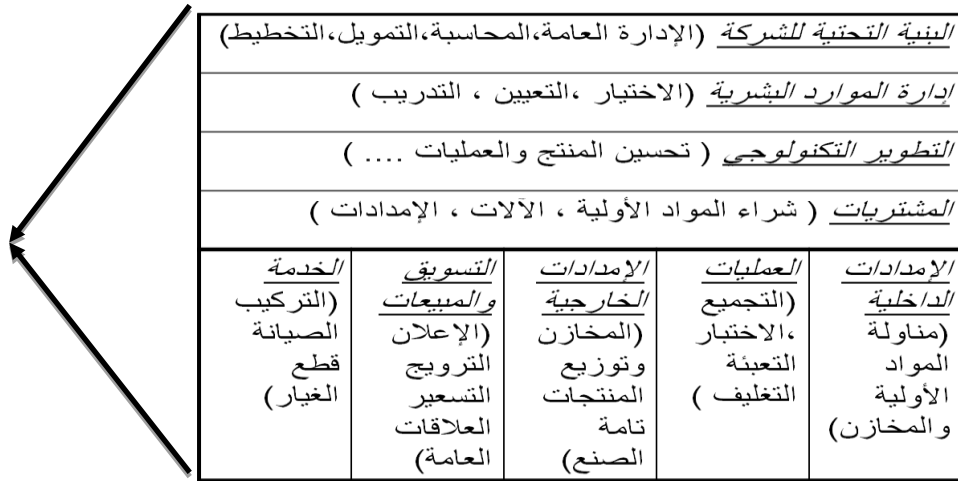 البنية التحتية للشركة (الإدارة العامة،المحاسبة،التمويل،التخطيط)
إدارة الموارد البشرية (الاختيار ،التعيين ، التدريب )
التطوير التكنولوجي ( تحسين المنتج والعمليات .... )
المشتريات ( شراء المواد الأولية ، الآلات ، الإمدادات )
الإمدادات
الداخلية
(مناولة
المواد
الأولية
والمخازن)
العمليات
(التجميع
،الاختبار
التعبئة
التغليف )
الإمدادات
الخارجية
(المخازن
وتوزيع
المنتجات
تامة
الصنع)
التسويق
والمبيعات
(الإعلان
الترويج
التسعير
العلاقات
العامة)
الخدمة
(التركيب
الصيانة
قطع
الغيار)